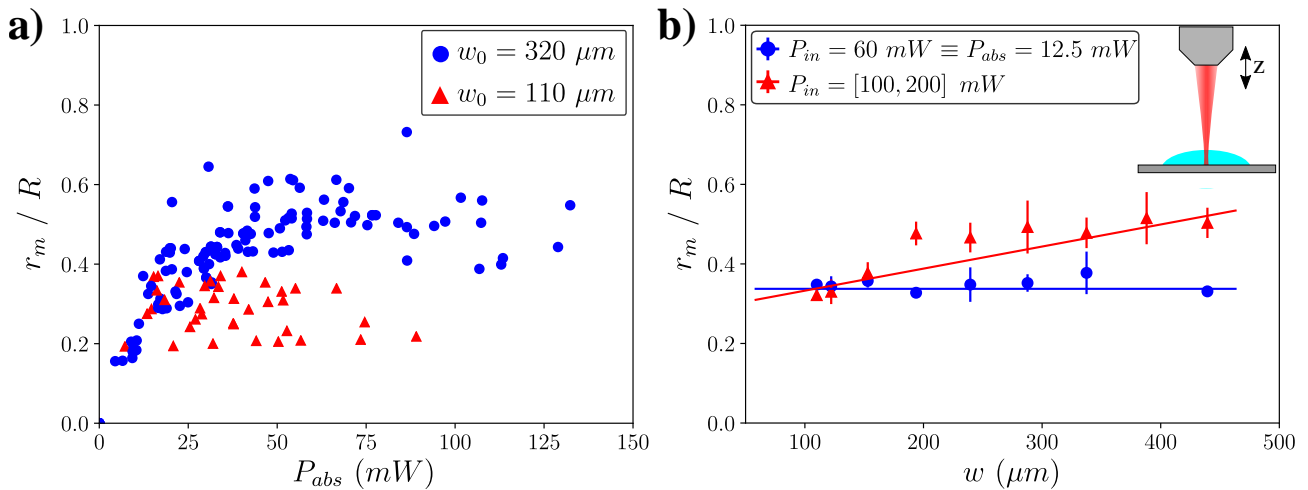 a)
1.0
0.8
0.6
0.4
0.2
0.0
r_m / R
0
25
50
75
100
125
150
P_abs (mW)
w_0 = 320 μm
w_0 = 110 μm
b)
1.0
0.8
0.6
0.4
0.2
0.0
r_m / R
100
200
300
400
500
w (μm)
P_in = 60 mW ≡ P_abs = 12.5 mW
P_in = [100, 200] mW
z